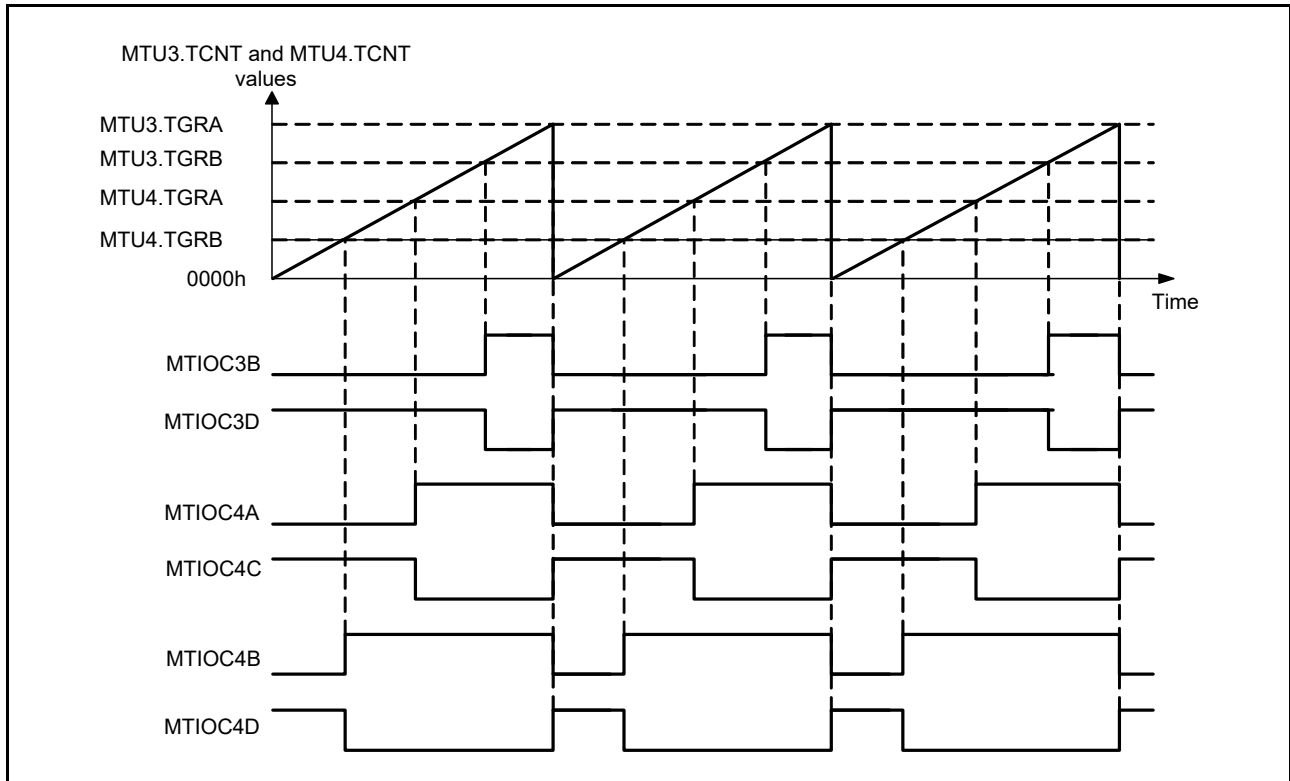 MTU3.TCNT and MTU4.TCNT
values
MTU3.TGRA
MTU3.TGRB
MTU4.TGRA
MTU4.TGRB
0000h
Time
MTIOC3B
MTIOC3D
MTIOC4A
MTIOC4C
MTIOC4B
MTIOC4D